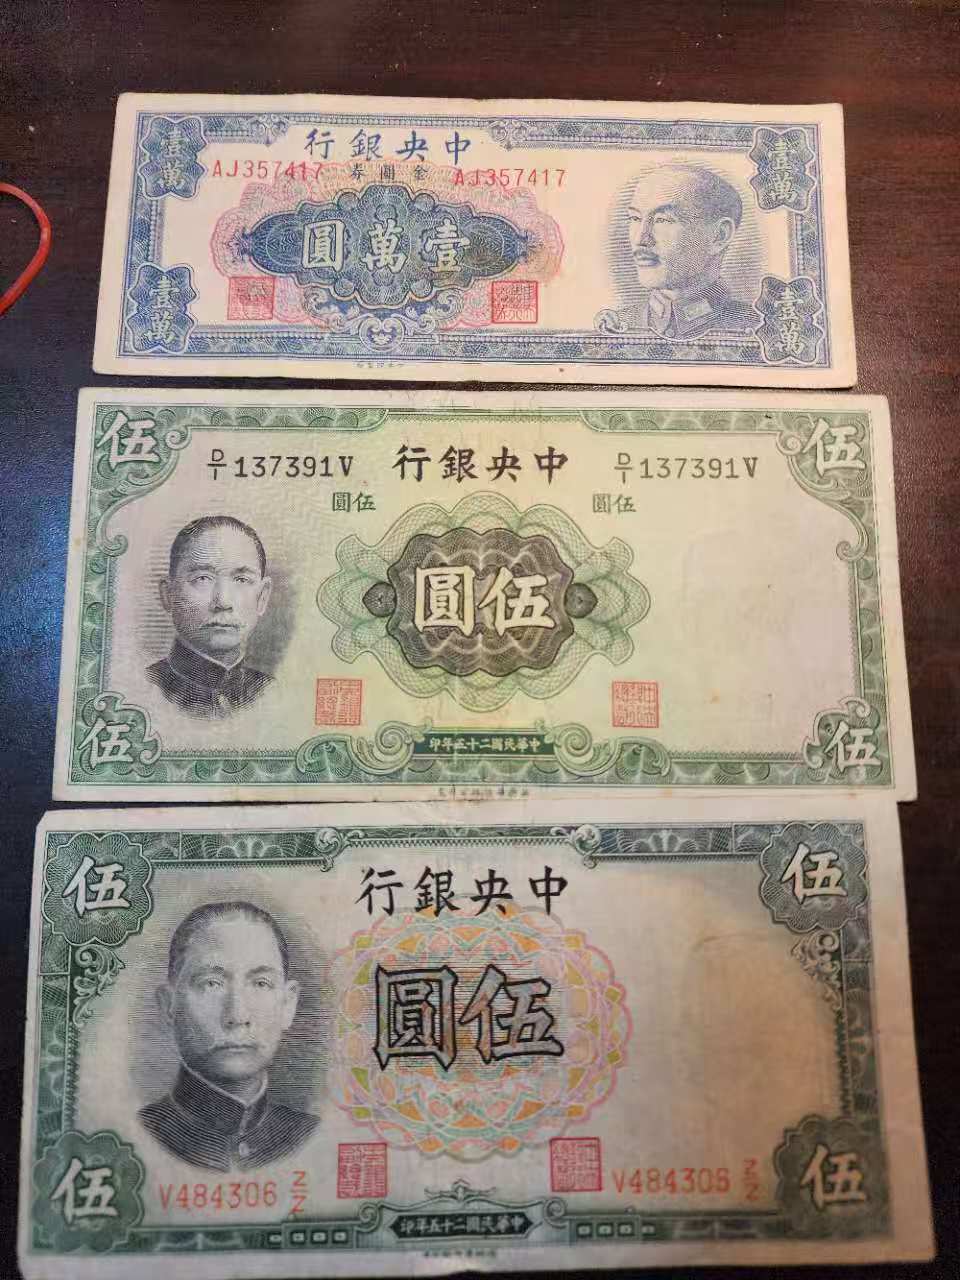 中央銀行
AJ357417 金圓券 AJ357417
壹萬 壹萬
壹萬圓
壹萬 壹萬
伍 伍
D/1 137391V 中央銀行 D/1 137391V
伍圓 伍圓
伍圓
中華民國二十五年印
伍 伍
中央銀行
伍 伍
伍圓
V484306 Z/Z V484306 Z/Z
伍 伍
中華民國二十五年印